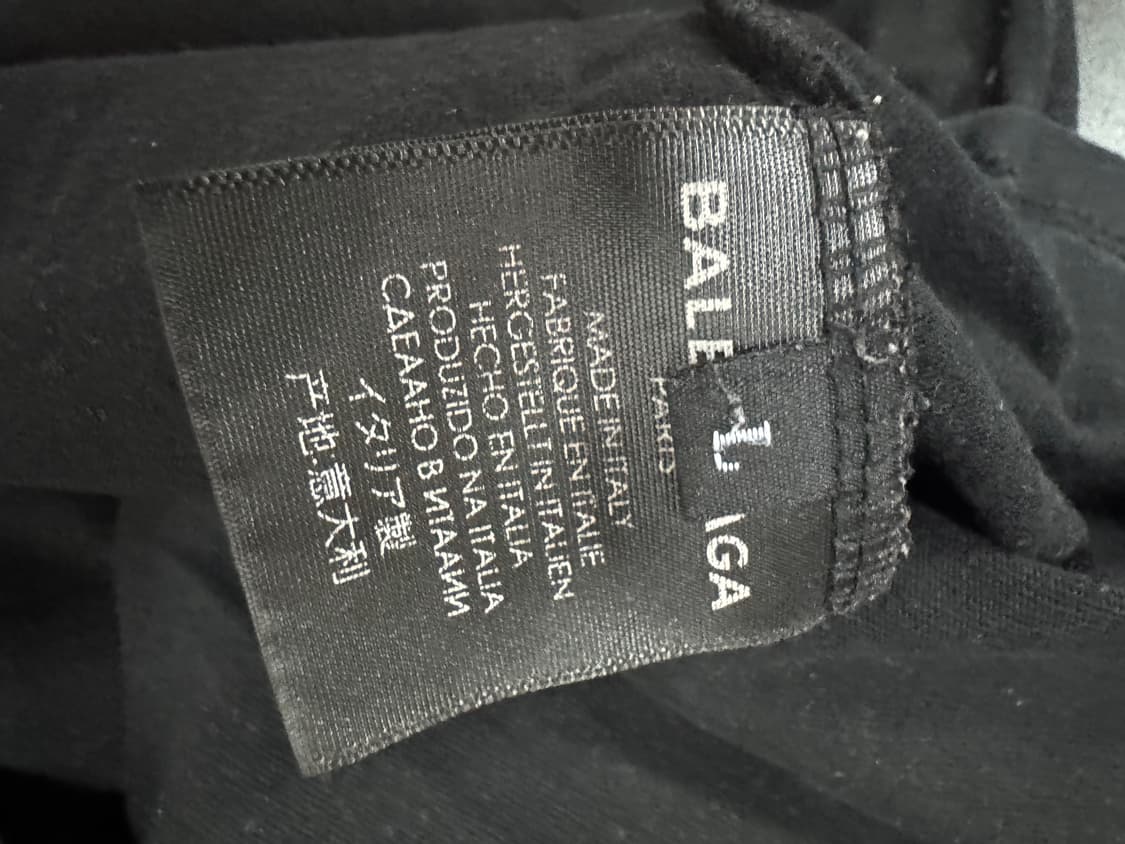 BALE IGA
L
PARIS
MADE IN ITALY
FABRIQUE EN ITALIE
HERGESTELLT IN ITALIEN
HECHO EN ITALIA
PRODUZIDO NA ITALIA
СДЕЛАНО В ИТАЛИИ
イタリア製
产地:意大利